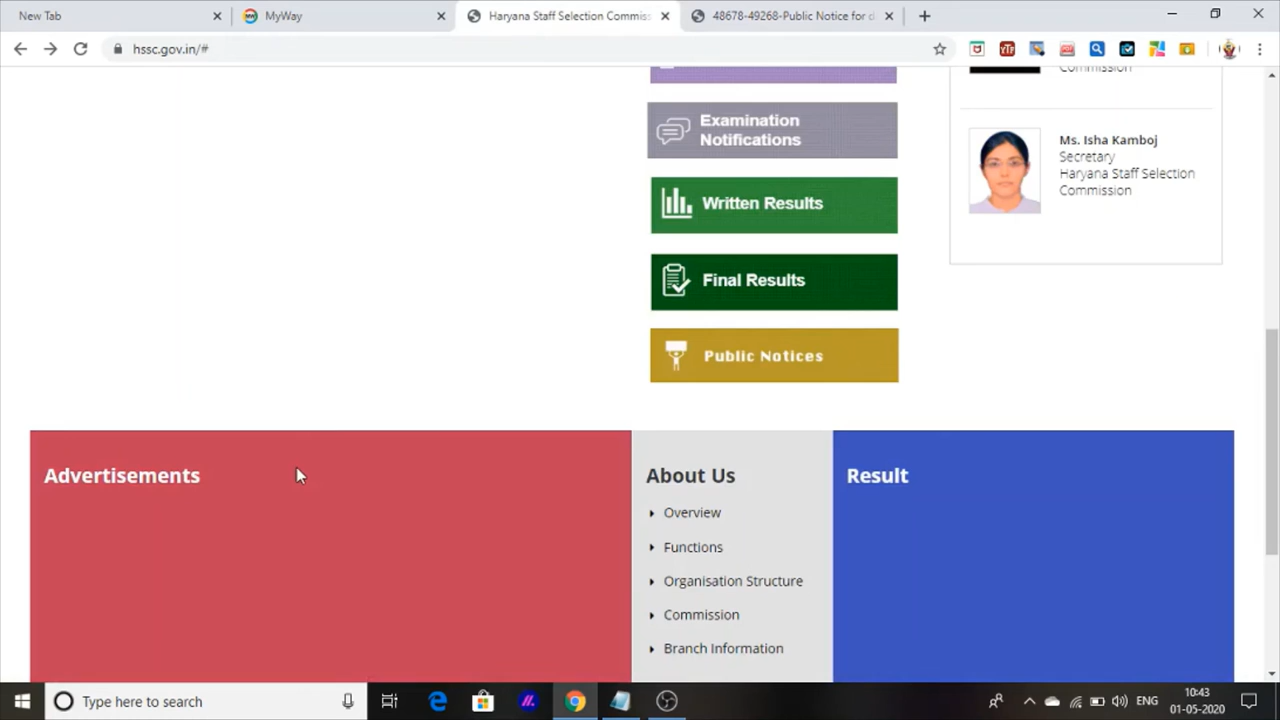 New Tab
MyWay
Haryana Staff Selection Commis
48678-49268-Public Notice for d
hssc.gov.in/#
Commission
Examination
Notifications
Ms. Isha Kamboj
Secretary
Haryana Staff Selection
Commission
Written Results
Final Results
Public Notices
Advertisements
About Us
Result
Overview
Functions
Organisation Structure
Commission
Branch Information
Type here to search
ENG
10:43
01-05-2020